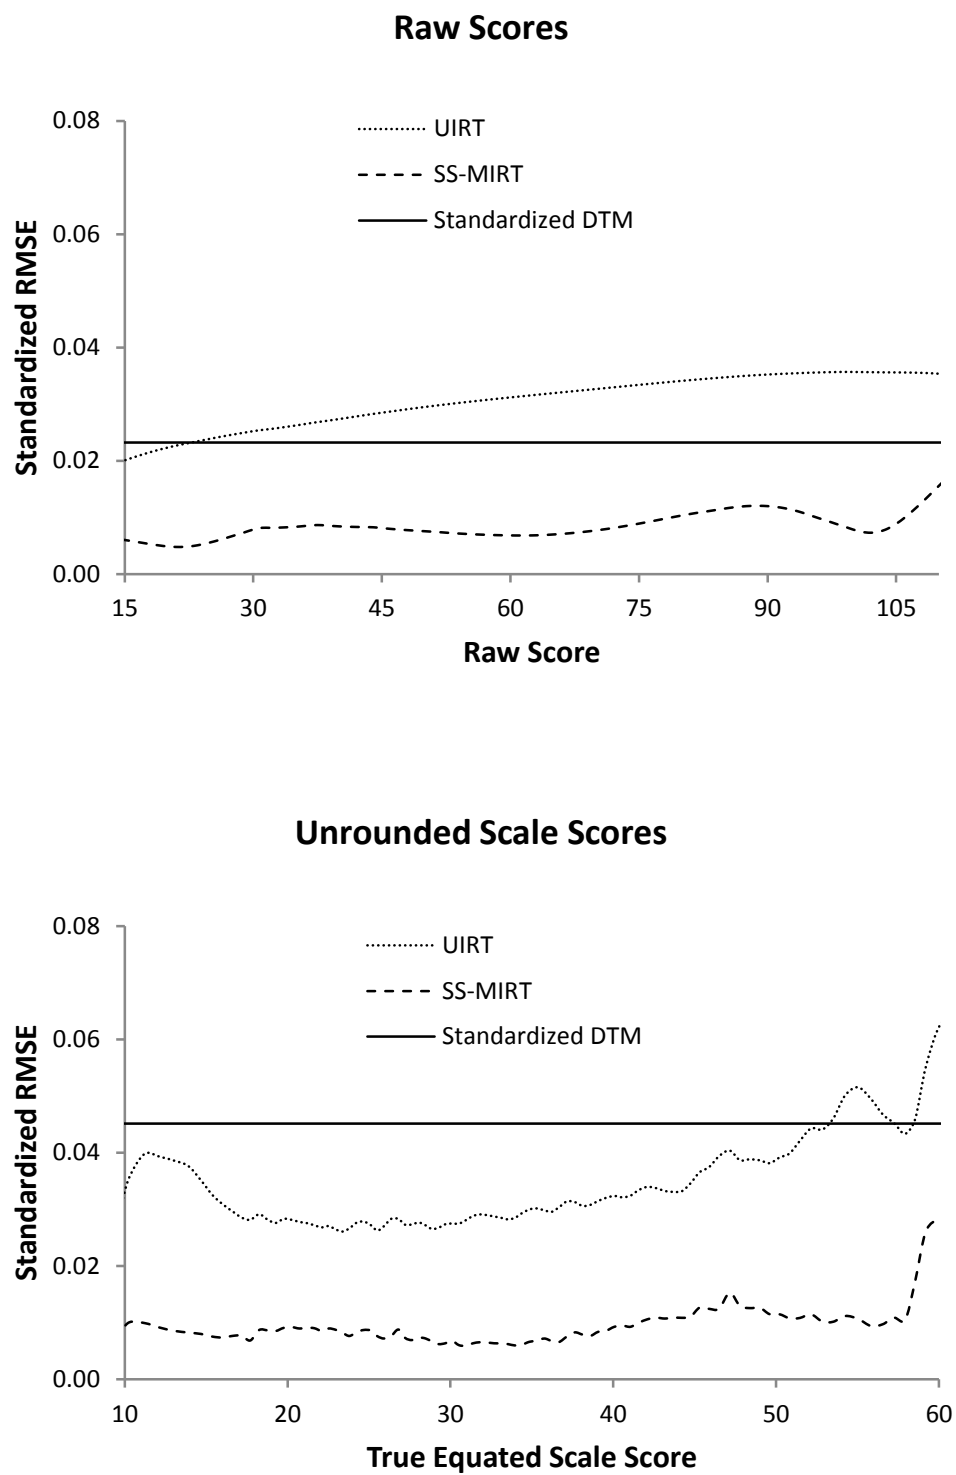 Raw Scores
0.08
0.06
0.04
0.02
0.00
Standardized RMSE
UIRT
SS-MIRT
Standardized DTM
15 30 45 60 75 90 105
Raw Score
Unrounded Scale Scores
0.08
0.06
0.04
0.02
0.00
Standardized RMSE
UIRT
SS-MIRT
Standardized DTM
10 20 30 40 50 60
True Equated Scale Score